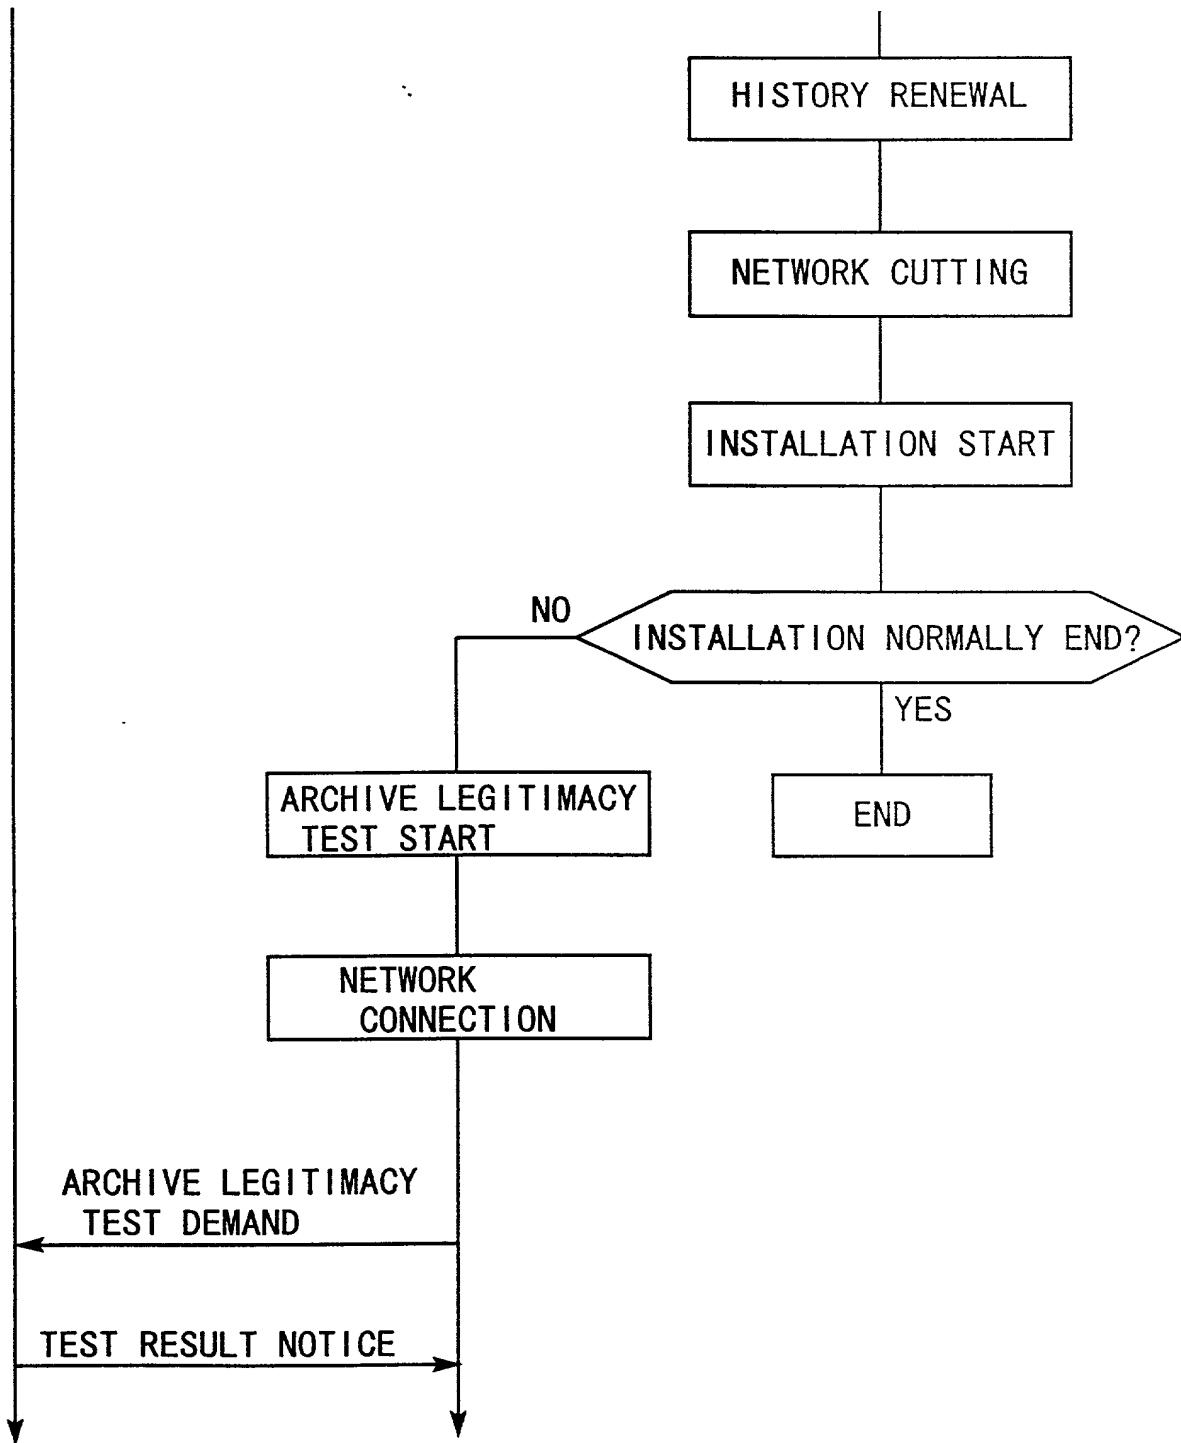 HISTORY RENEWAL
NETWORK CUTTING
INSTALLATION START
NO
INSTALLATION NORMALLY END?
YES
ARCHIVE LEGITIMACY
TEST START
END
NETWORK
CONNECTION
ARCHIVE LEGITIMACY
TEST DEMAND
TEST RESULT NOTICE